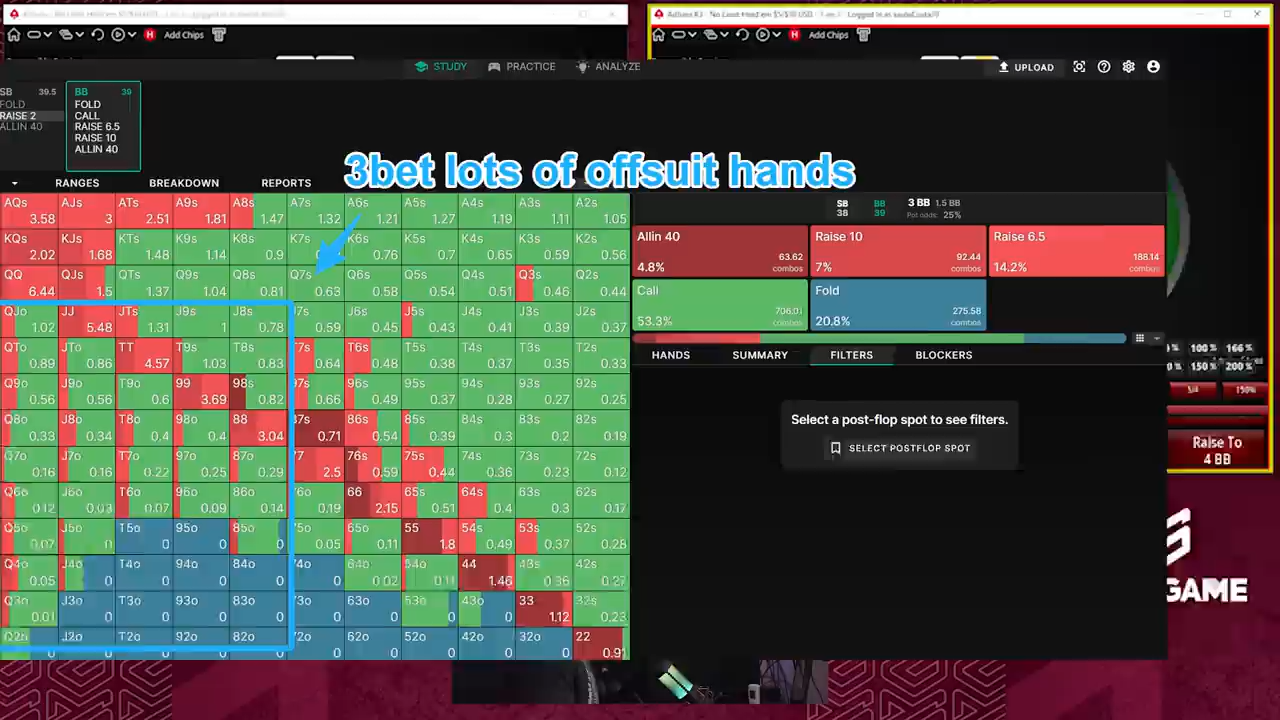 Add Chips
Add Chips
STUDY PRACTICE ANALYZE
UPLOAD
SB 39.5
FOLD
RAISE 2
ALLIN 40
BB 39
FOLD
CALL
RAISE 6.5
RAISE 10
ALLIN 40
3bet lots of offsuit hands
RANGES BREAKDOWN REPORTS
AQs AJs ATs A9s A8s A7s A6s A5s A4s A3s A2s
3.58 3 2.51 1.81 1.47 1.32 1.21 1.27 1.19 1.11 1.05
KQs KJs KTs K9s K8s K7s K6s K5s K4s K3s K2s
2.02 1.68 1.48 1.14 0.9 0.76 0.7 0.65 0.59 0.56
QQ QJs QTs Q9s Q8s Q7s Q6s Q5s Q4s Q3s Q2s
6.44 1.5 1.37 1.04 0.81 0.63 0.58 0.54 0.51 0.46 0.44
QJo JJ JTs J9s J8s J7s J6s J5s J4s J3s J2s
1.02 5.48 1.31 1 0.78 0.59 0.45 0.43 0.41 0.39 0.37
QTo JTo TT T9s T8s T7s T6s T5s T4s T3s T2s
0.89 0.86 4.57 1.03 0.83 0.64 0.48 0.38 0.36 0.35 0.33
Q9o J9o T9o 99 98s 97s 96s 95s 94s 93s 92s
0.56 0.56 0.6 3.69 0.82 0.66 0.49 0.37 0.28 0.27 0.25
Q8o J8o T8o 98o 88 87s 86s 85s 84s 83s 82s
0.33 0.34 0.4 0.4 3.04 0.71 0.54 0.39 0.3 0.2 0.19
Q7o J7o T7o 97o 87o 77 76s 75s 74s 73s 72s
0.16 0.16 0.22 0.25 0.29 2.5 0.59 0.44 0.36 0.23 0.12
Q6o J6o T6o 96o 86o 76o 66 65s 64s 63s 62s
0.12 0.03 0.07 0.09 0.14 0.19 2.15 0.51 0.4 0.3 0.17
Q5o J5o T5o 95o 85o 75o 65o 55 54s 53s 52s
0.07 0 0 0 0 0.05 0.11 1.8 0.49 0.37 0.28
Q4o J4o T4o 94o 84o 74o 64o 54o 44 43s 42s
0.05 0 0 0 0 0 0.02 0.11 1.46 0.36 0.27
Q3o J3o T3o 93o 83o 73o 63o 53o 43o 33 32s
0.01 0 0 0 0 0 0 0 0 1.12 0.23
Q2o J2o T2o 92o 82o 72o 62o 52o 42o 32o 22
0 0 0 0 0 0 0 0 0 0 0.91
SB BB 3 BB 1.5 BB
38 39 Pot odds: 25%
Allin 40 Raise 10 Raise 6.5
4.8% 63.62 combos 7% 92.44 combos 14.2% 188.14 combos
Call Fold
53.3% 706.01 combos 20.8% 275.58 combos
HANDS SUMMARY FILTERS BLOCKERS
Select a post-flop spot to see filters.
SELECT POSTFLOP SPOT
100 % 166 %
150 % 200 %
3/4 150%
Raise To
4 BB
GAME